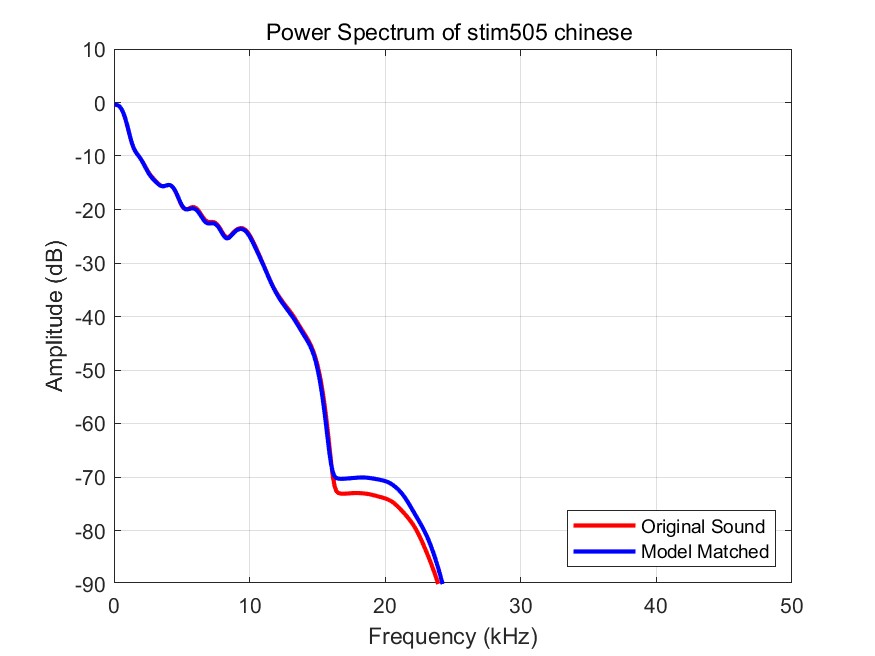 Power Spectrum of stim505 chinese
10
0
-10
-20
-30
-40
-50
-60
-70
-80
-90
Amplitude (dB)
Original Sound
Model Matched
0 10 20 30 40 50
Frequency (kHz)